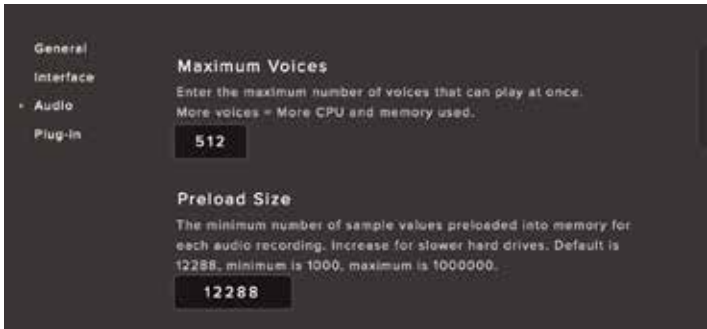 General
Interface
Audio
Plug-in
Maximum Voices
Enter the maximum number of voices that can play at once.
More voices = More CPU and memory used.
512
Preload Size
The minimum number of sample values preloaded into memory for
each audio recording. Increase for slower hard drives. Default is
12288, minimum is 1000, maximum is 1000000.
12288